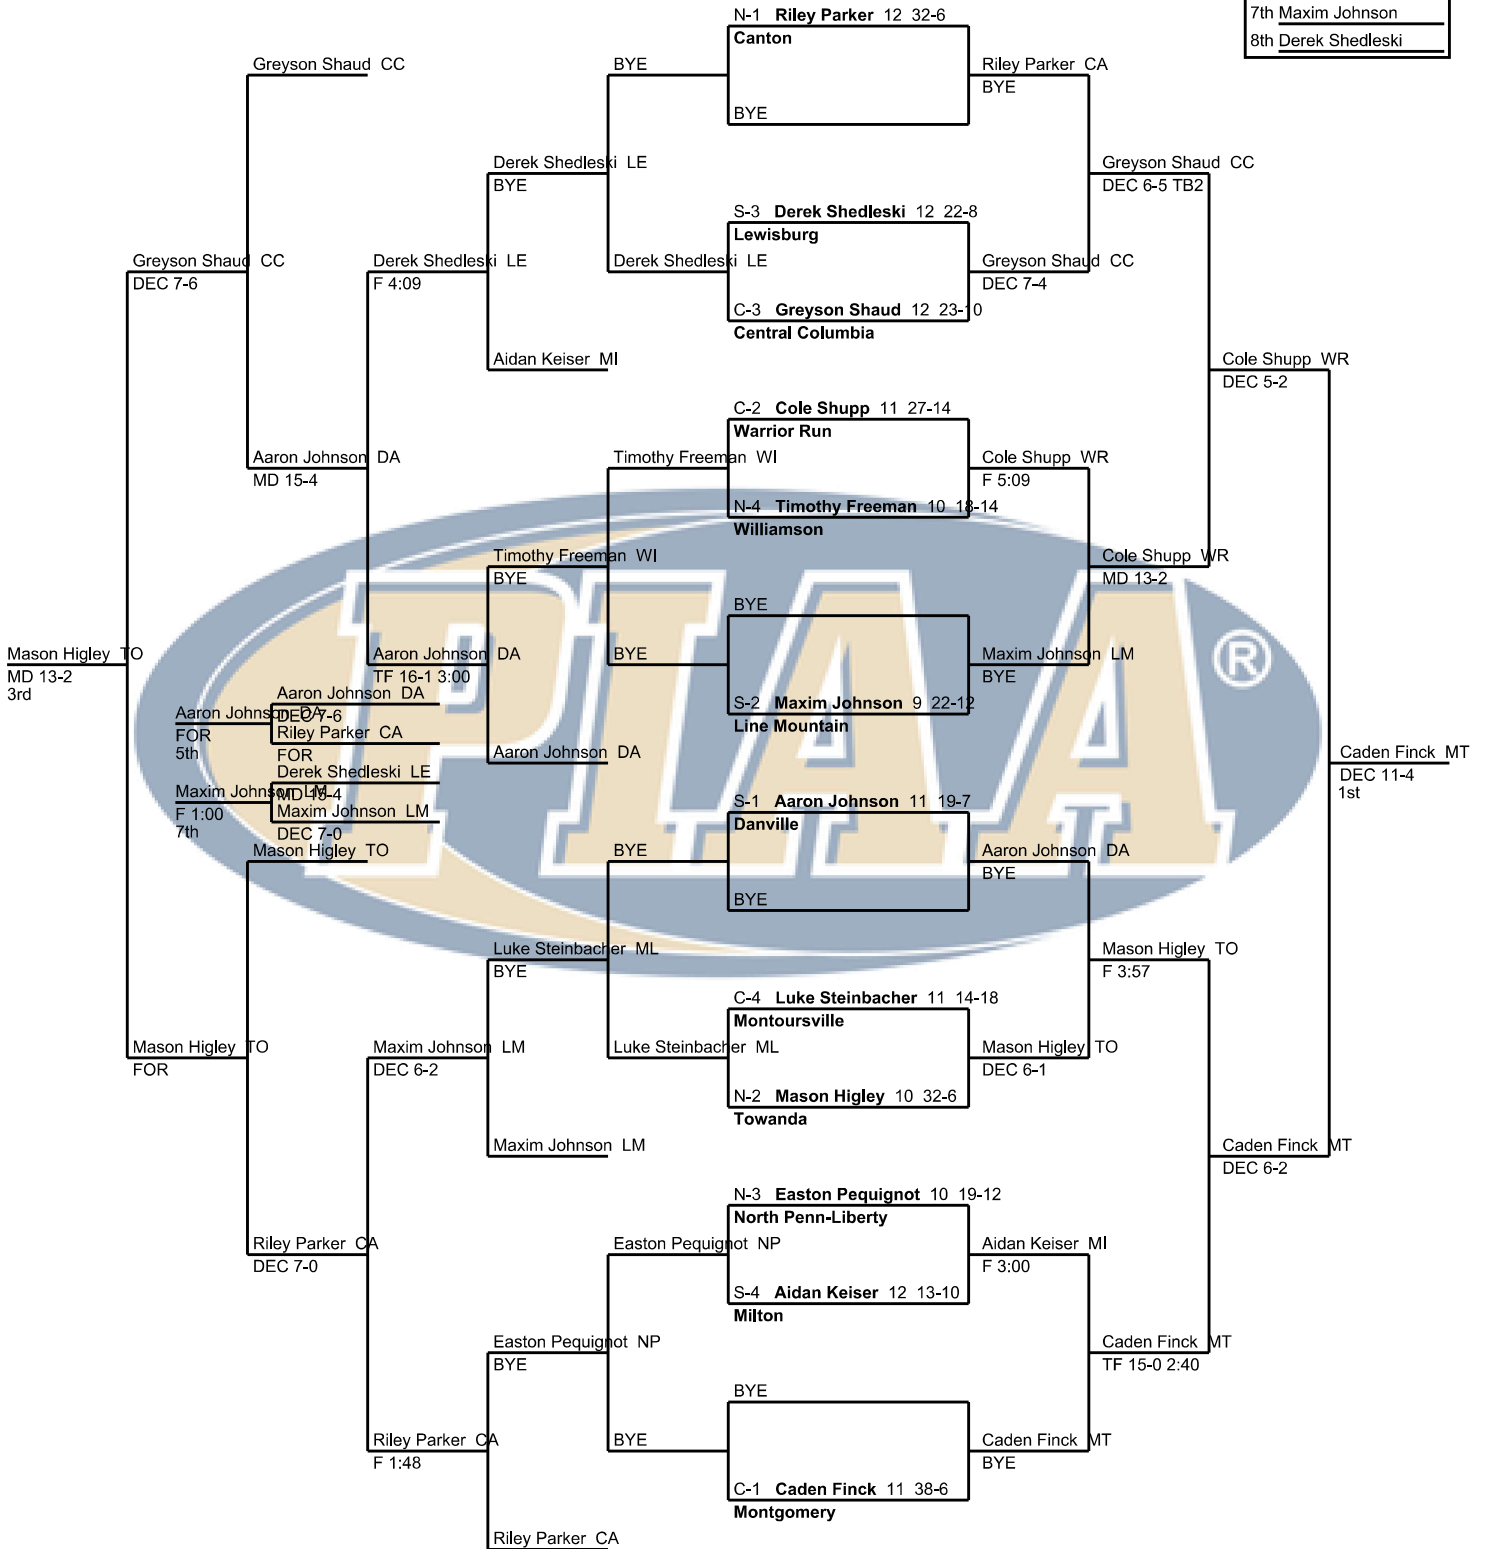 7th Maxim Johnson
8th Derek Shedleski
N-1 Riley Parker 12 32-6
Canton
Greyson Shaud CC
BYE
Riley Parker CA
BYE
BYE
Derek Shedleski LE
BYE
Greyson Shaud CC
DEC 6-5 TB2
S-3 Derek Shedleski 12 22-8
Lewisburg
Greyson Shaud CC
DEC 7-6
Derek Shedleski LE
F 4:09
Derek Shedleski LE
Greyson Shaud CC
DEC 7-4
C-3 Greyson Shaud 12 23-10
Central Columbia
Aidan Keiser MI
Cole Shupp WR
DEC 5-2
C-2 Cole Shupp 11 27-14
Warrior Run
Aaron Johnson DA
MD 15-4
Timothy Freeman WI
Cole Shupp WR
F 5:09
N-4 Timothy Freeman 10 18-14
Williamson
Timothy Freeman WI
BYE
Cole Shupp WR
MD 13-2
BYE
Mason Higley TO
MD 13-2
3rd
Aaron Johnson DA
TF 16-1 3:00
BYE
Maxim Johnson LM
BYE
S-2 Maxim Johnson 9 22-12
Line Mountain
PIAA
®
Aaron Johnson DA
DEC 7-6
Aaron Johnson DA
FOR
5th
Riley Parker CA
FOR
Aaron Johnson DA
Caden Finck MT
DEC 11-4
1st
Derek Shedleski LE
MD 15-4
Maxim Johnson LM
F 1:00
7th
Maxim Johnson LM
DEC 7-0
S-1 Aaron Johnson 11 19-7
Danville
Mason Higley TO
BYE
Aaron Johnson DA
BYE
BYE
Luke Steinbacher ML
BYE
Mason Higley TO
F 3:57
C-4 Luke Steinbacher 11 14-18
Montoursville
Mason Higley TO
FOR
Maxim Johnson LM
DEC 6-2
Luke Steinbacher ML
Mason Higley TO
DEC 6-1
N-2 Mason Higley 10 32-6
Towanda
Maxim Johnson LM
Caden Finck MT
DEC 6-2
N-3 Easton Pequignot 10 19-12
North Penn-Liberty
Riley Parker CA
DEC 7-0
Easton Pequignot NP
Aidan Keiser MI
F 3:00
S-4 Aidan Keiser 12 13-10
Milton
Easton Pequignot NP
BYE
Caden Finck MT
TF 15-0 2:40
BYE
Riley Parker CA
F 1:48
BYE
Caden Finck MT
BYE
C-1 Caden Finck 11 38-6
Montgomery
Riley Parker CA